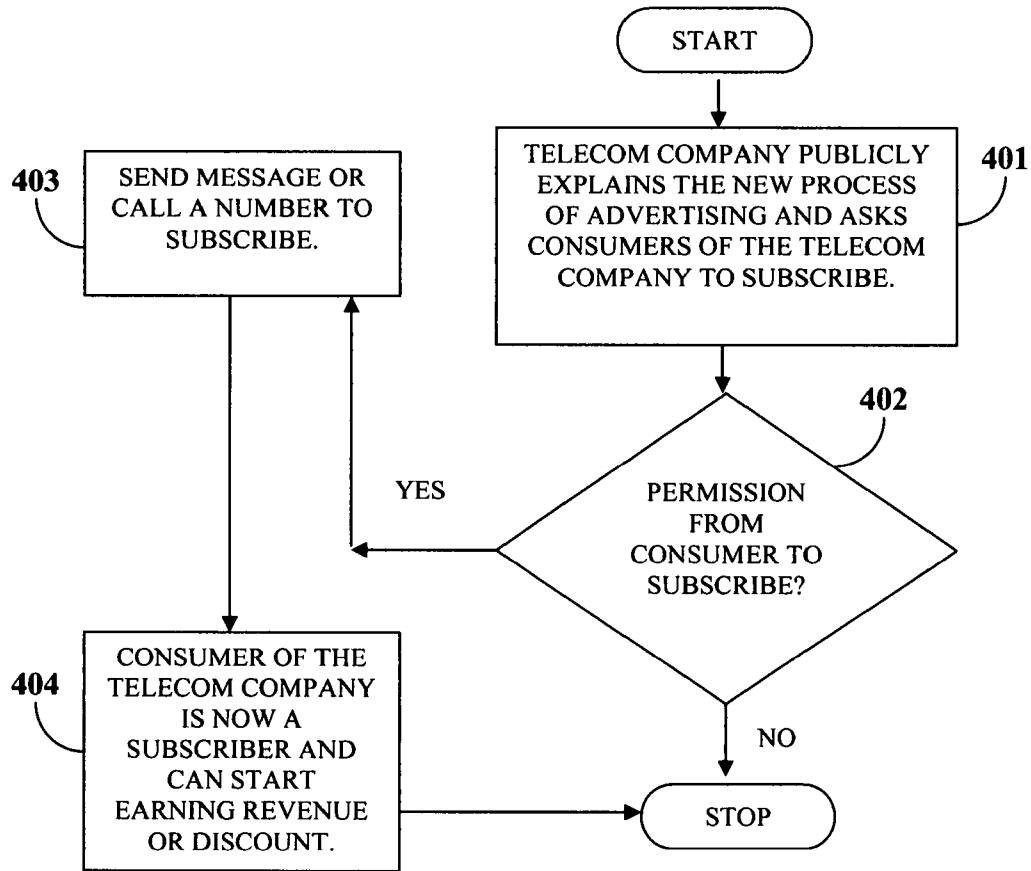 START
TELECOM COMPANY PUBLICLY
EXPLAINS THE NEW PROCESS
OF ADVERTISING AND ASKS
CONSUMERS OF THE TELECOM
COMPANY TO SUBSCRIBE.
401
402
PERMISSION
FROM
CONSUMER TO
SUBSCRIBE?
YES
403
SEND MESSAGE OR
CALL A NUMBER TO
SUBSCRIBE.
404
CONSUMER OF THE
TELECOM COMPANY
IS NOW A
SUBSCRIBER AND
CAN START
EARNING REVENUE
OR DISCOUNT.
NO
STOP